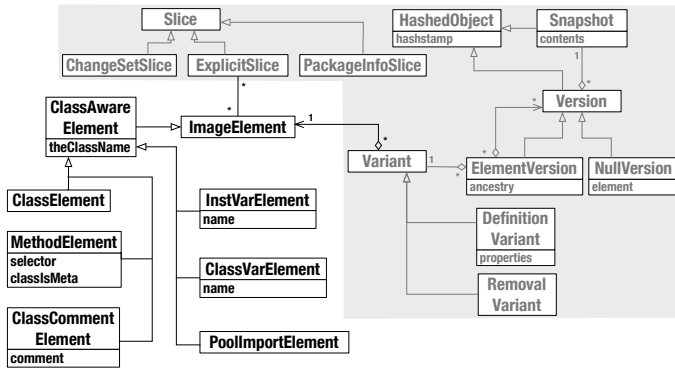 Slice
ChangeSetSlice
ExplicitSlice
PackageInfoSlice
HashedObject
hashstamp
Snapshot
contents
1
*
Version
*
*
ElementVersion
ancestry
NullVersion
element
*
*
ClassAware
Element
theClassName
ImageElement
1
*
Variant
1
*
ClassElement
MethodElement
selector
classIsMeta
ClassComment
Element
comment
InstVarElement
name
ClassVarElement
name
PoolImportElement
Definition
Variant
properties
Removal
Variant